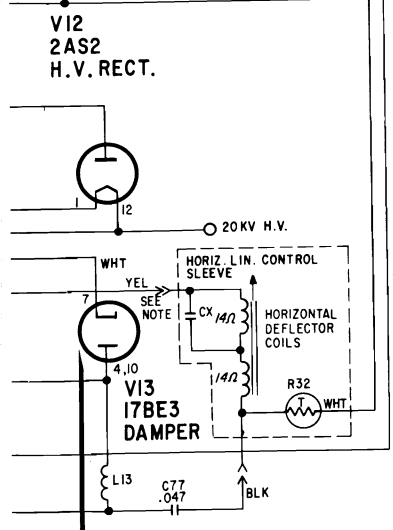 V12
2AS2
H.V. RECT.
1
12
20KV H.V.
WHT
HORIZ. LIN. CONTROL
SLEEVE
YEL
7
SEE
NOTE
CX
14Ω
HORIZONTAL
DEFLECTOR
COILS
4,10
14Ω
V13
17BE3
DAMPER
R32
T
WHT
L13
C77
.047
BLK